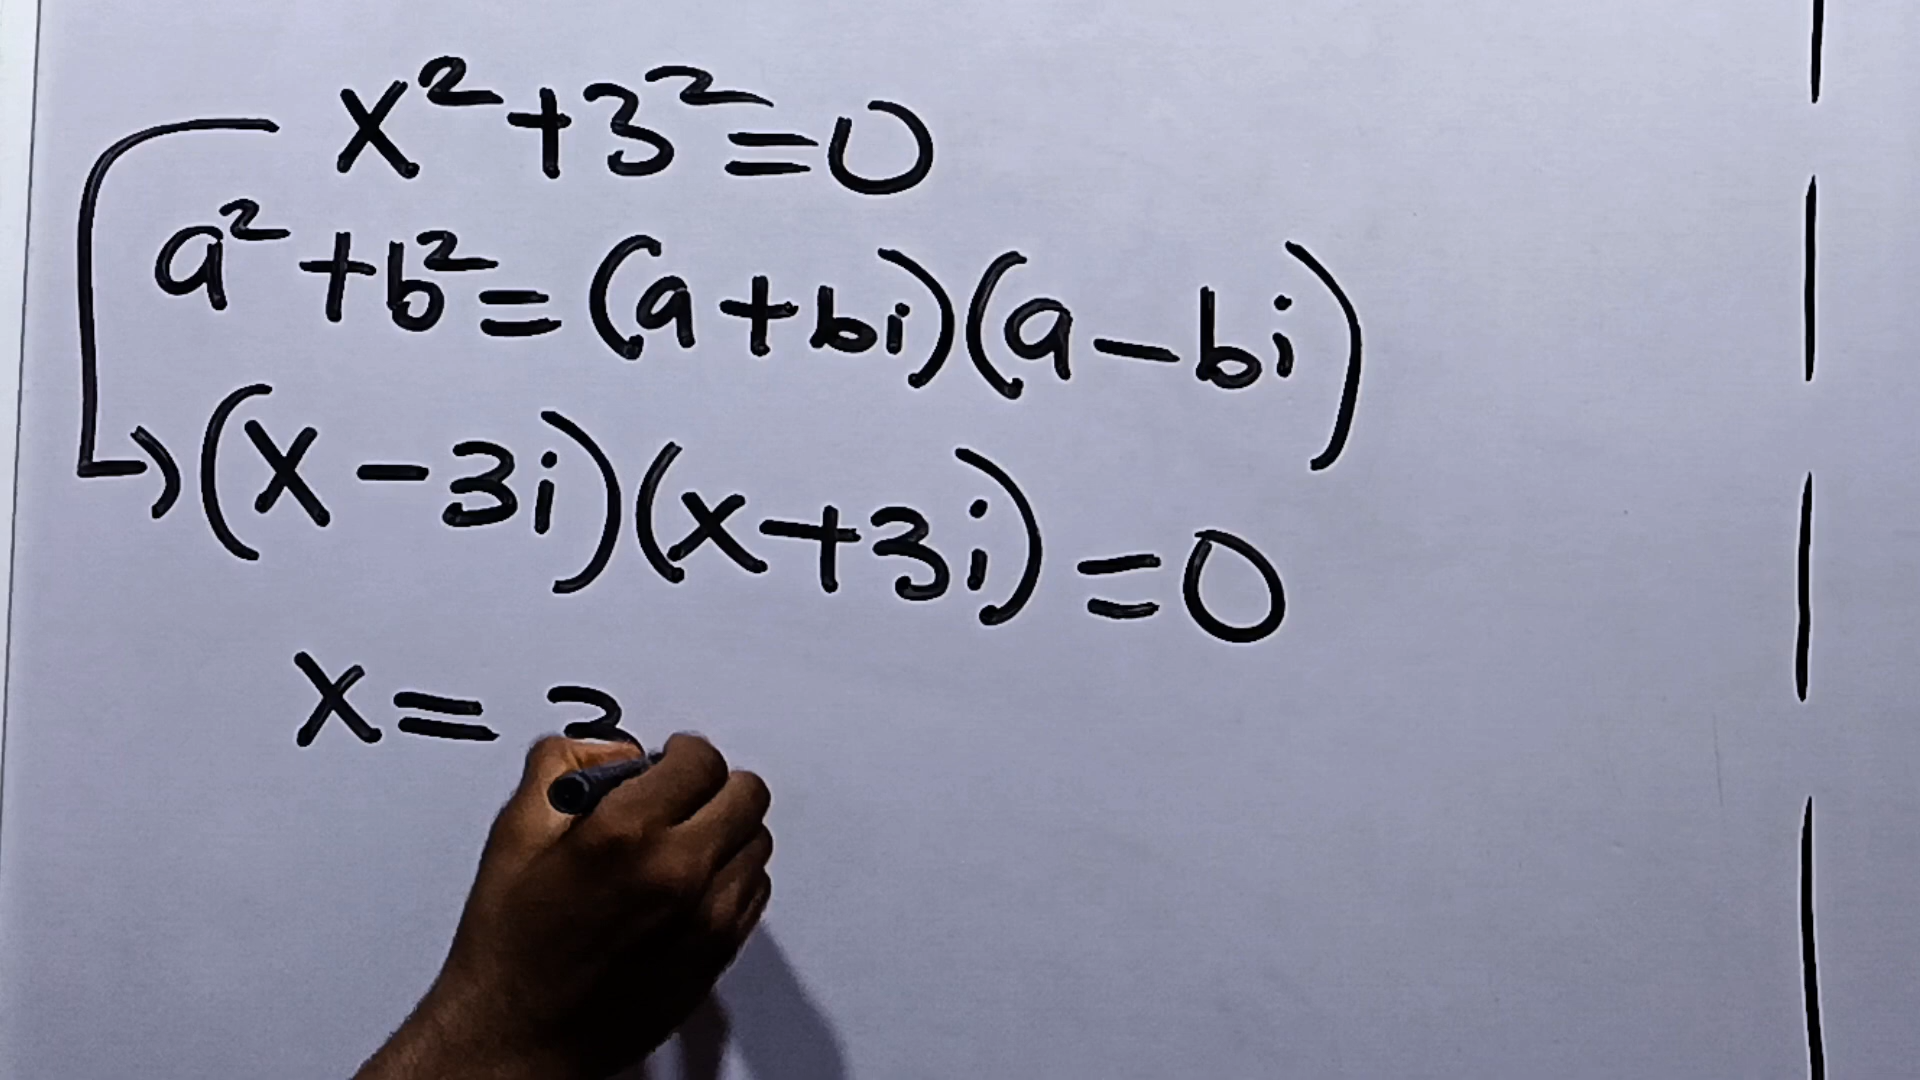 x²+3²=0
a²+b²=(a+bi)(a-bi)
(x-3i)(x+3i)=0
x=3